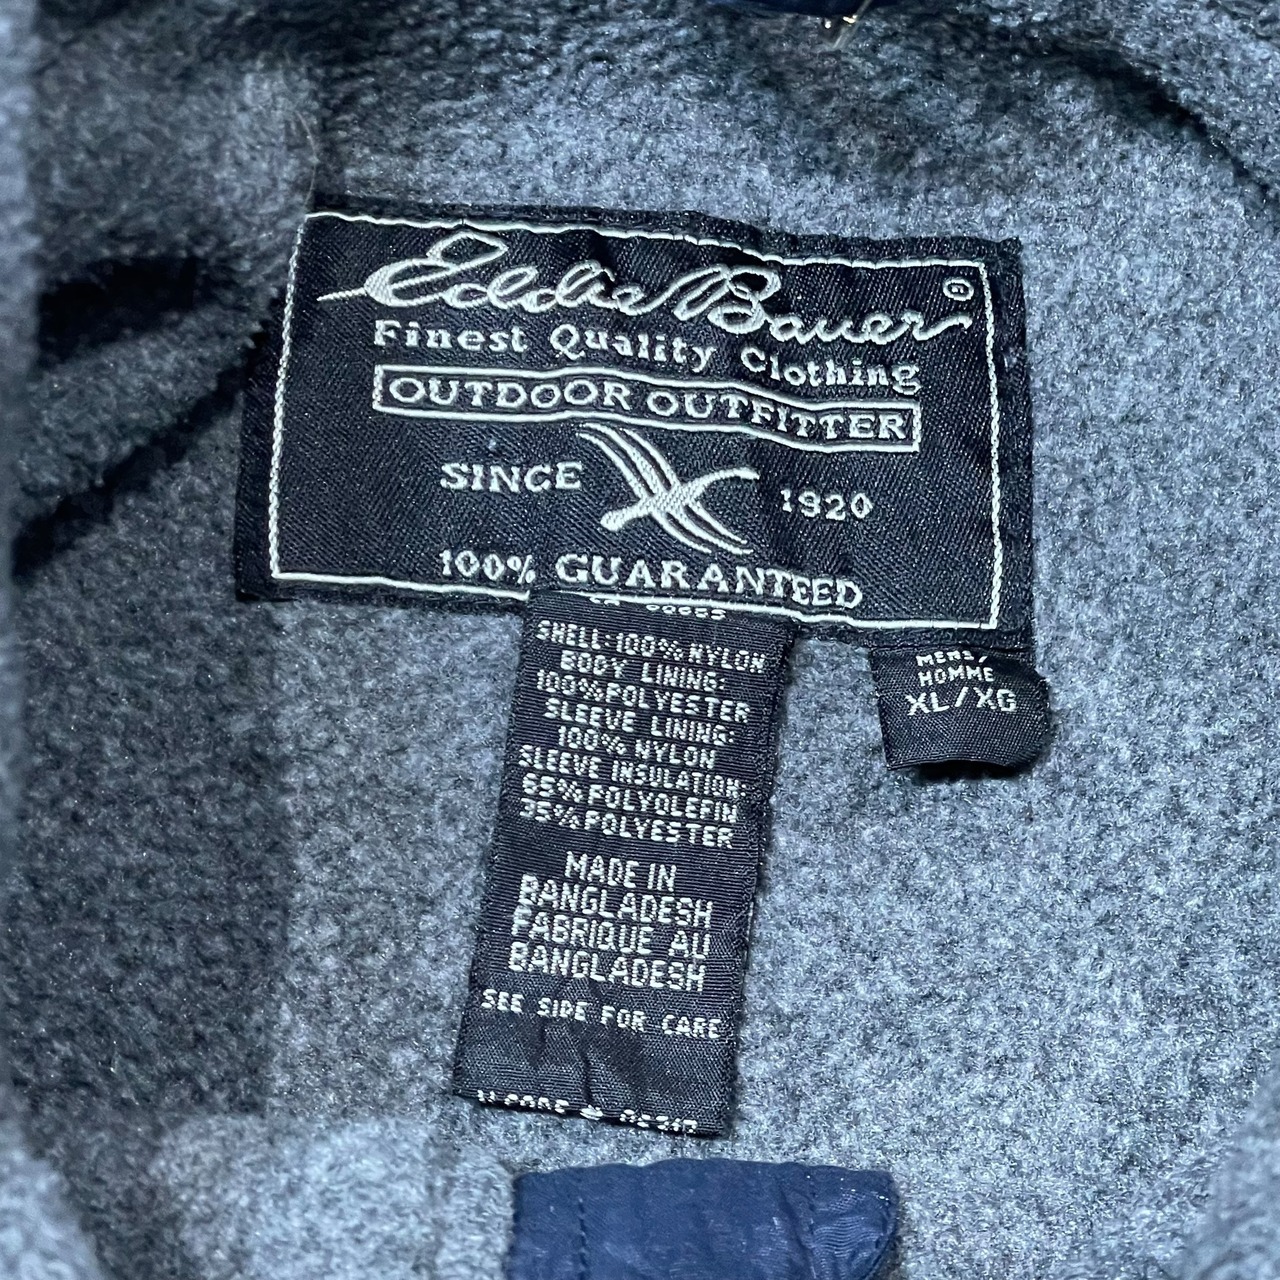 Eddie Bauer ®
Finest Quality Clothing
OUTDOOR OUTFITTER
SINCE 1920
100% GUARANTEED
SHELL: 100% NYLON
BODY LINING:
100% POLYESTER
SLEEVE LINING:
100% NYLON
SLEEVE INSULATION:
65% POLYOLEFIN
35% POLYESTER
MADE IN
BANGLADESH
FABRIQUE AU
BANGLADESH
SEE SIDE FOR CARE
MENS/
HOMME
XL/XG